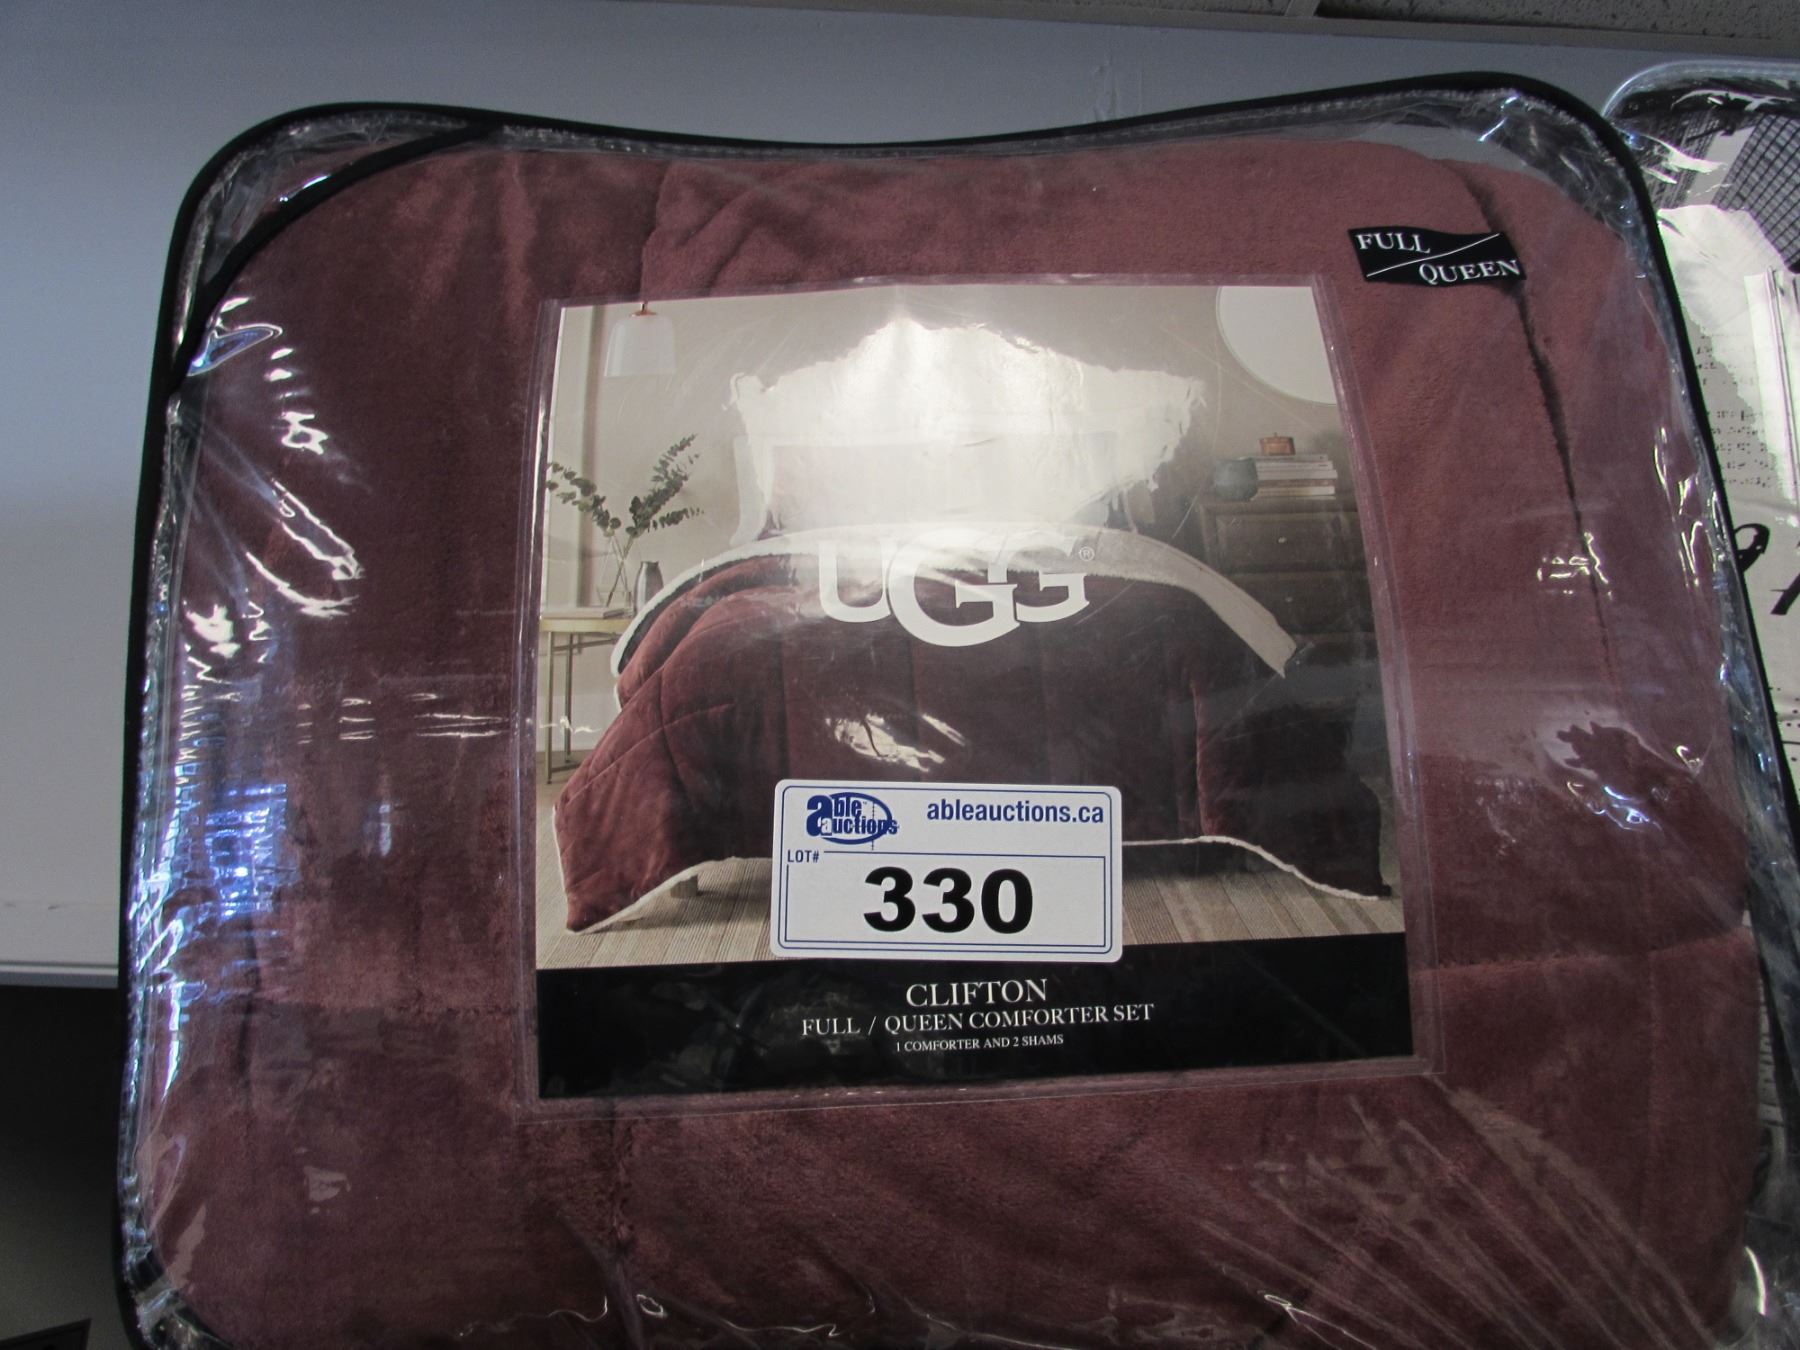 FULL
QUEEN
UGG®
able auctions
ableauctions.ca
LOT#
330
CLIFTON
FULL / QUEEN COMFORTER SET
1 COMFORTER AND 2 SHAMS